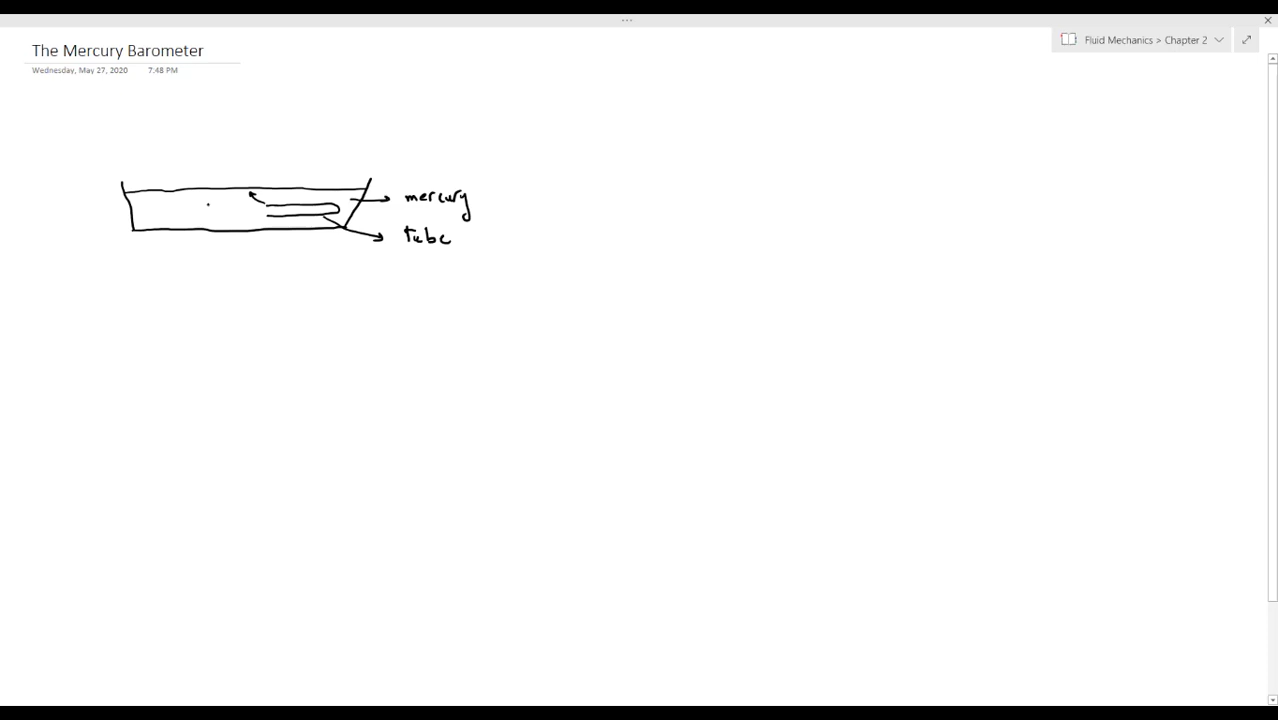 Fluid Mechanics > Chapter 2
The Mercury Barometer
Wednesday, May 27, 2020 7:48 PM
mercury
tube